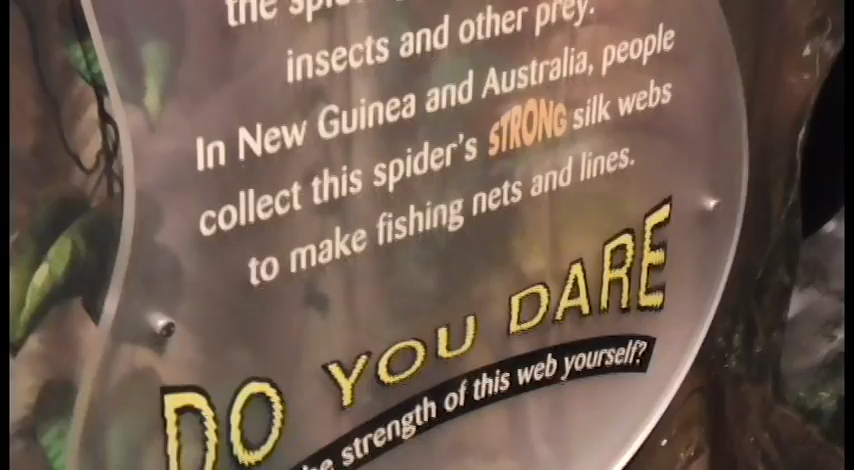 the
insects and other prey.
In New Guinea and Australia, people
collect this spider's STRONG silk webs
to make fishing nets and lines.
DO YOU DARE
strength of this web yourself?